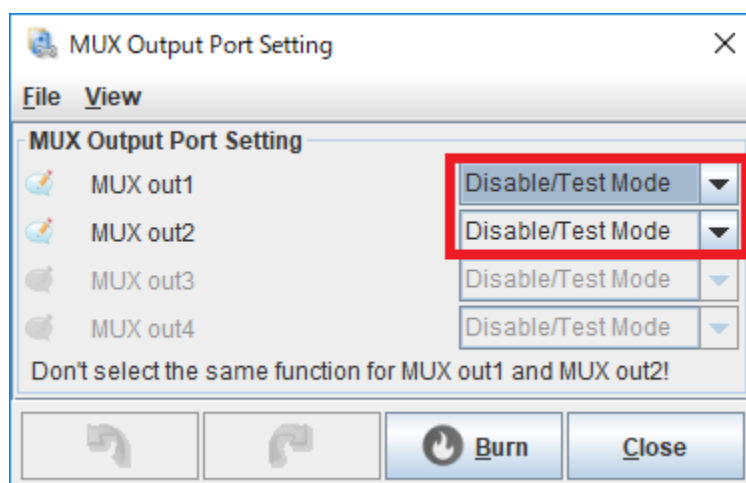 MUX Output Port Setting
File View
MUX Output Port Setting
MUX out1 Disable/Test Mode
MUX out2 Disable/Test Mode
MUX out3 Disable/Test Mode
MUX out4 Disable/Test Mode
Don't select the same function for MUX out1 and MUX out2!
Burn Close